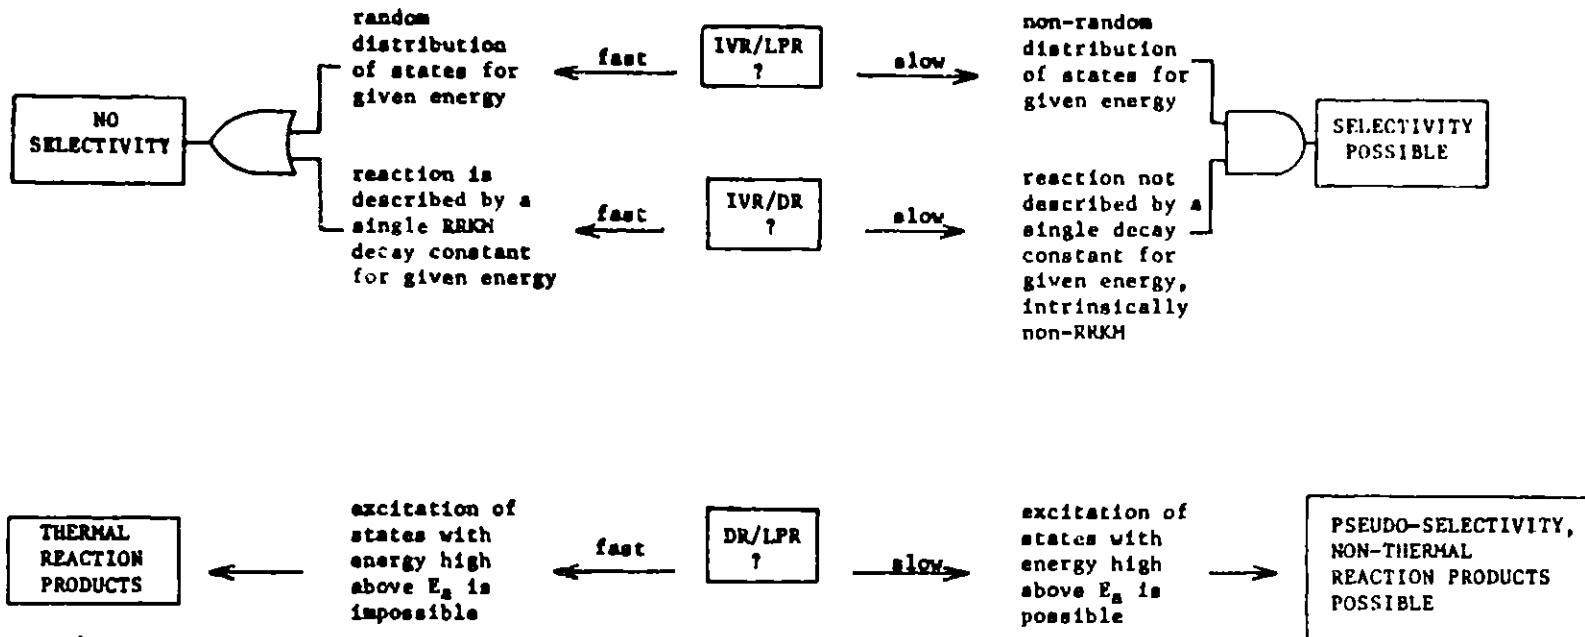 random
distribution
of states for
given energy
fast
IVR/LPR
?
slow
non-random
distribution
of states for
given energy
NO
SELECTIVITY
SELECTIVITY
POSSIBLE
reaction is
described by a
single RRKM
decay constant
for given energy
fast
IVR/DR
?
slow
reaction not
described by a
single decay
constant for
given energy,
intrinsically
non-RRKM
THERMAL
REACTION
PRODUCTS
excitation of
states with
energy high
above Ea is
impossible
fast
DR/LPR
?
slow
excitation of
states with
energy high
above Ea is
possible
PSEUDO-SELECTIVITY,
NON-THERMAL
REACTION PRODUCTS
POSSIBLE